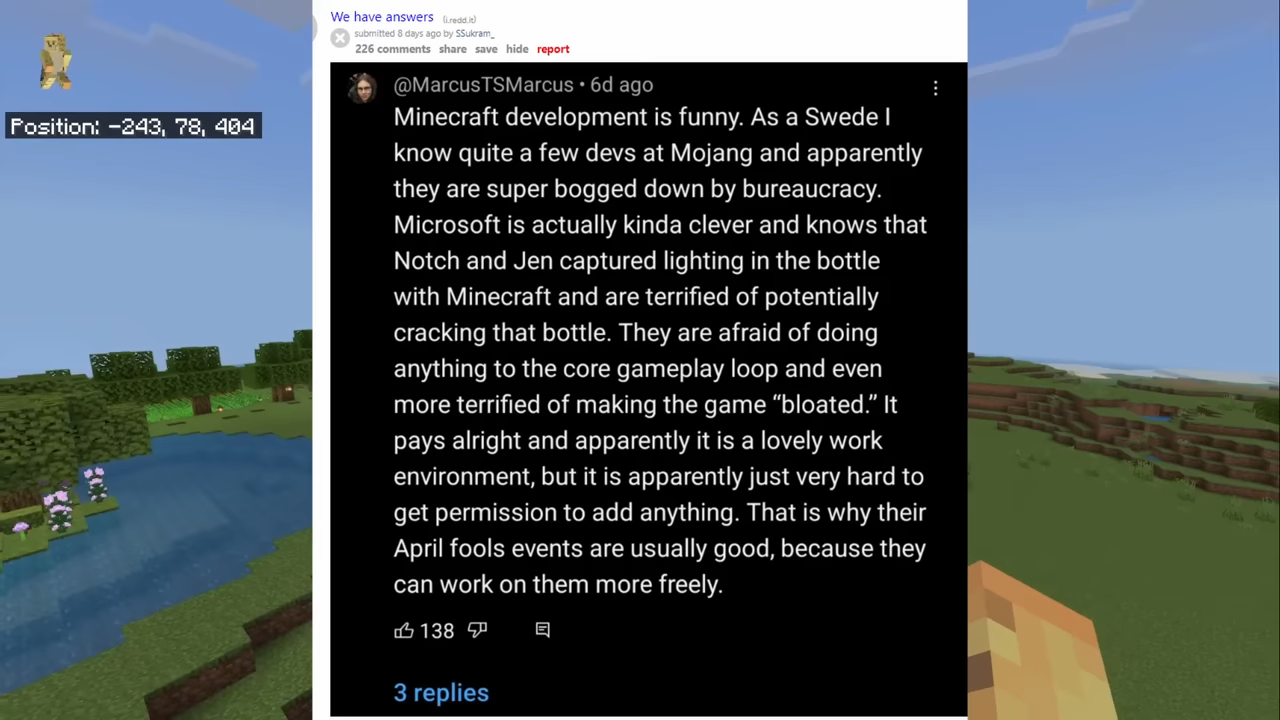 We have answers (i.redd.it)
submitted 8 days ago by SSukram_
226 comments share save hide report
Position: -243, 78, 404
@MarcusTSMarcus • 6d ago
Minecraft development is funny. As a Swede I
know quite a few devs at Mojang and apparently
they are super bogged down by bureaucracy.
Microsoft is actually kinda clever and knows that
Notch and Jen captured lighting in the bottle
with Minecraft and are terrified of potentially
cracking that bottle. They are afraid of doing
anything to the core gameplay loop and even
more terrified of making the game “bloated.” It
pays alright and apparently it is a lovely work
environment, but it is apparently just very hard to
get permission to add anything. That is why their
April fools events are usually good, because they
can work on them more freely.
138
3 replies